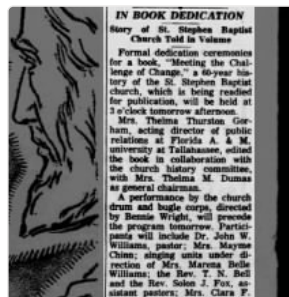 IN BOOK DEDICATION
Story of St. Stephen Baptist
Church Told in Volume
Formal dedication ceremonies
for a book, "Meeting the Chal-
lenge of Change," a 60-year his-
tory of the St. Stephen Baptist
church, which is being readied
for publication, will be held at
3 o'clock tomorrow afternoon.
Mrs. Thelma Thurston Gor-
ham, acting director of public
relations at Florida A. & M.
university at Tallahassee, edited
the book in collaboration with
the church history committee,
with Mrs. Thelma M. Dumas
as general chairman.
A performance by the church
drum and bugle corps, directed
by Bennie Wright, will precede
the program tomorrow. Partici-
pants will include Dr. John W.
Williams, pastor; Mrs. Mayme
Chinn; singing units under di-
rection of Mrs. Marena Belle
Williams; the Rev. T. N. Bell
and the Rev. Solon J. Fox, as-
sistant pastors; Mrs. Clara F.